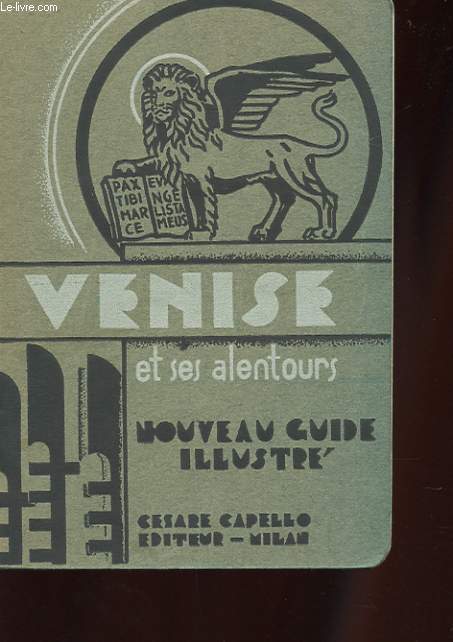 Le-livre.com
PAX
TIBI
MAR
CE
EVA
NGE
LISTA
MEUS
VENISE
et ses alentours
NOUVEAU GUIDE
ILLUSTRE´
CESARE CAPELLO
EDITEUR — MILAN